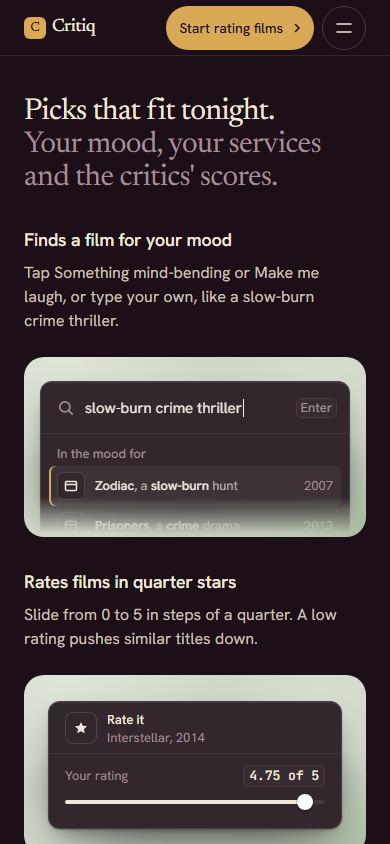 C Critiq
Start rating films
Picks that fit tonight.
Your mood, your services
and the critics' scores.
Finds a film for your mood
Tap Something mind-bending or Make me
laugh, or type your own, like a slow-burn
crime thriller.
slow-burn crime thriller
Enter
In the mood for
Zodiac, a slow-burn hunt 2007
Prisoners, a crime drama 2013
Rates films in quarter stars
Slide from 0 to 5 in steps of a quarter. A low
rating pushes similar titles down.
Rate it
Interstellar, 2014
Your rating 4.75 of 5